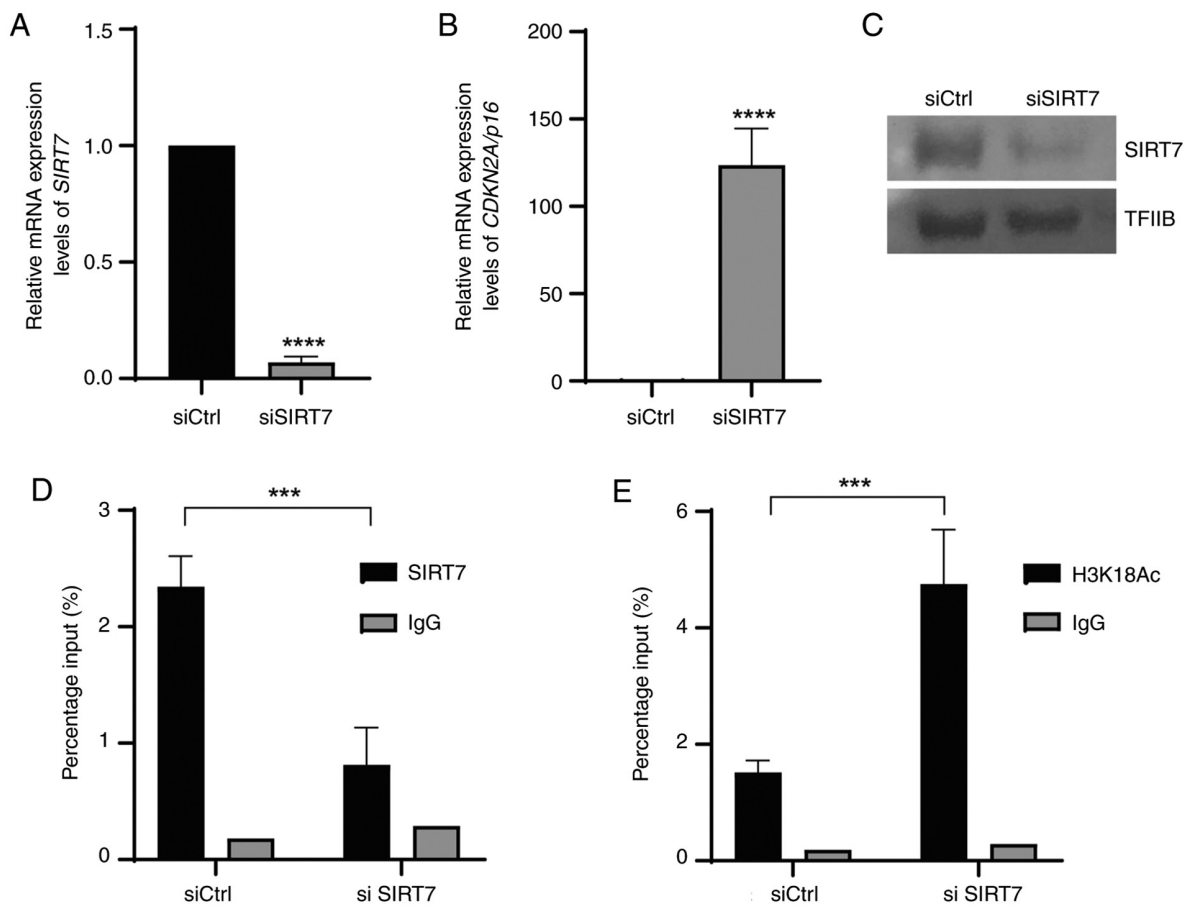 A
Relative mRNA expression
levels of SIRT7
1.5
1.0
0.5
0.0
****
siCtrl
siSIRT7
B
Relative mRNA expression
levels of CDKN2A/p16
200
150
100
50
0
****
siCtrl
siSIRT7
C
siCtrl
siSIRT7
SIRT7
TFIIB
D
Percentage input (%)
3
2
1
0
***
SIRT7
IgG
siCtrl
si SIRT7
E
Percentage input (%)
6
4
2
0
***
H3K18Ac
IgG
siCtrl
si SIRT7